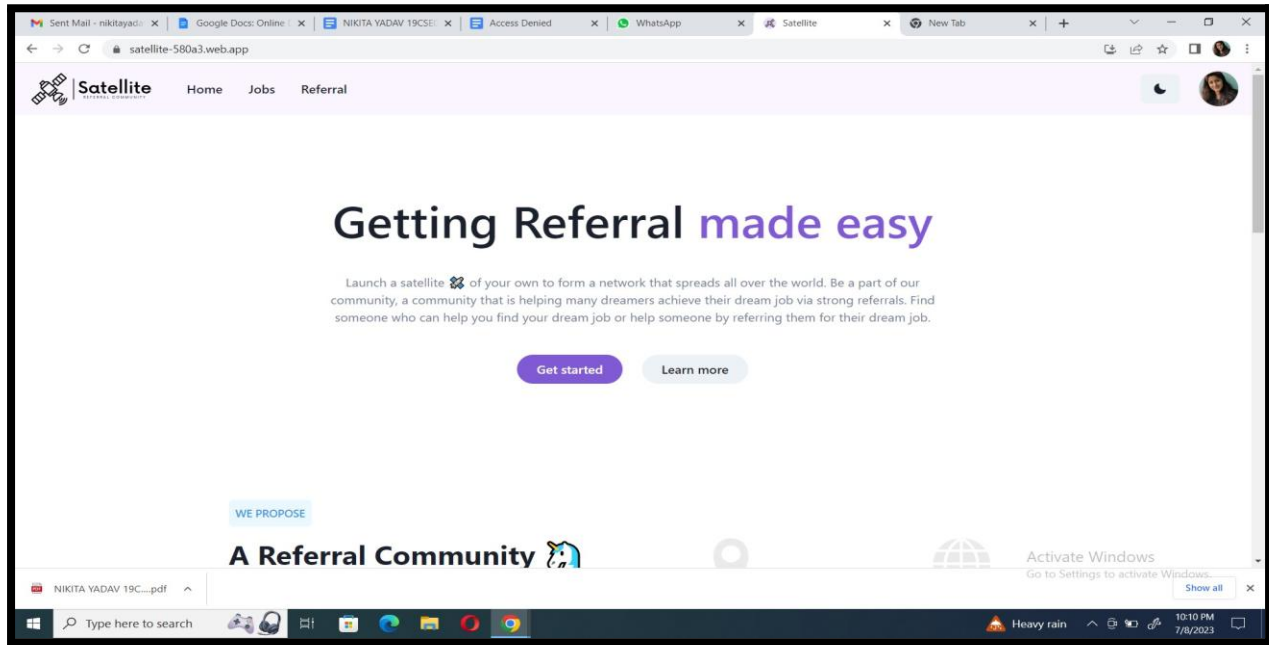 Sent Mail - nikitayada
Google Docs: Online
NIKITA YADAV 19CSE
Access Denied
WhatsApp
Satellite
New Tab
satellite-580a3.web.app
Satellite
REFERRAL COMMUNITY
Home Jobs Referral
Getting Referral made easy
Launch a satellite of your own to form a network that spreads all over the world. Be a part of our
community, a community that is helping many dreamers achieve their dream job via strong referrals. Find
someone who can help you find your dream job or help someone by referring them for their dream job.
Get started Learn more
WE PROPOSE
A Referral Community
Activate Windows
Go to Settings to activate Windows.
NIKITA YADAV 19C....pdf
Show all
Type here to search
Heavy rain
10:10 PM
7/8/2023